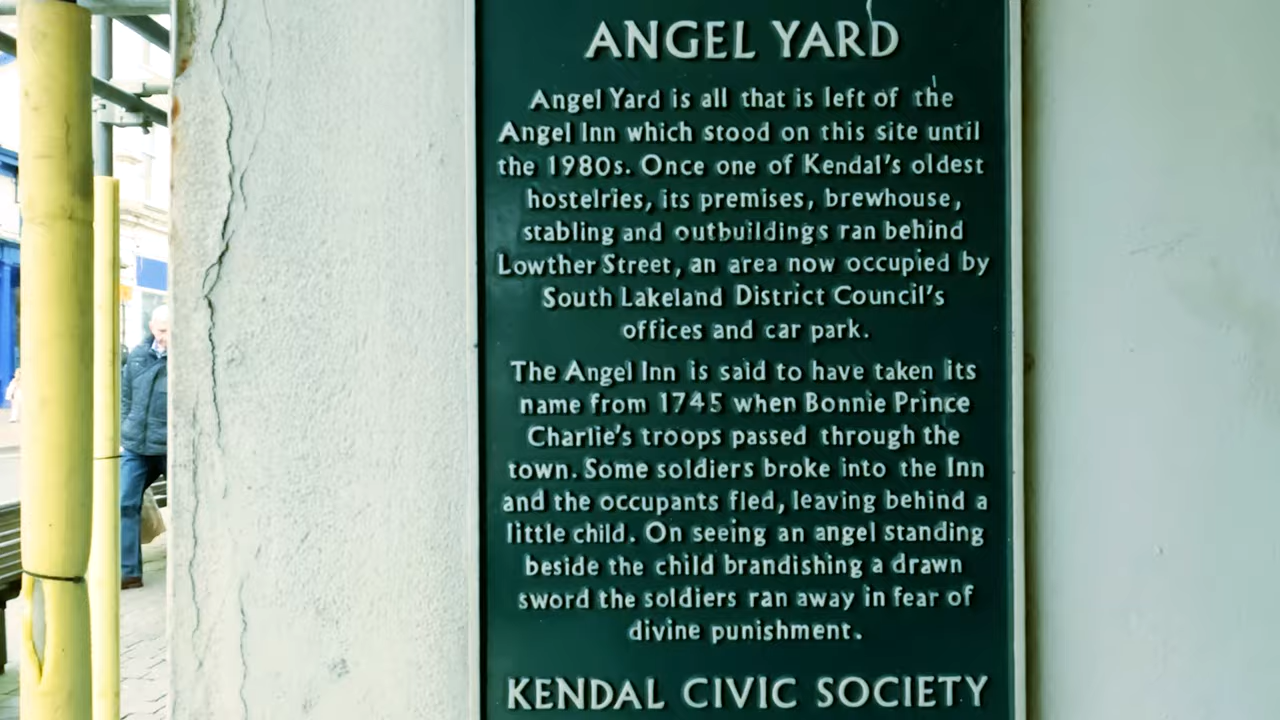 ANGEL YARD
Angel Yard is all that is left of the
Angel Inn which stood on this site until
the 1980s. Once one of Kendal's oldest
hostelries, its premises, brewhouse,
stabling and outbuildings ran behind
Lowther Street, an area now occupied by
South Lakeland District Council's
offices and car park.
The Angel Inn is said to have taken its
name from 1745 when Bonnie Prince
Charlie's troops passed through the
town. Some soldiers broke into the Inn
and the occupants fled, leaving behind a
little child. On seeing an angel standing
beside the child brandishing a drawn
sword the soldiers ran away in fear of
divine punishment.
KENDAL CIVIC SOCIETY